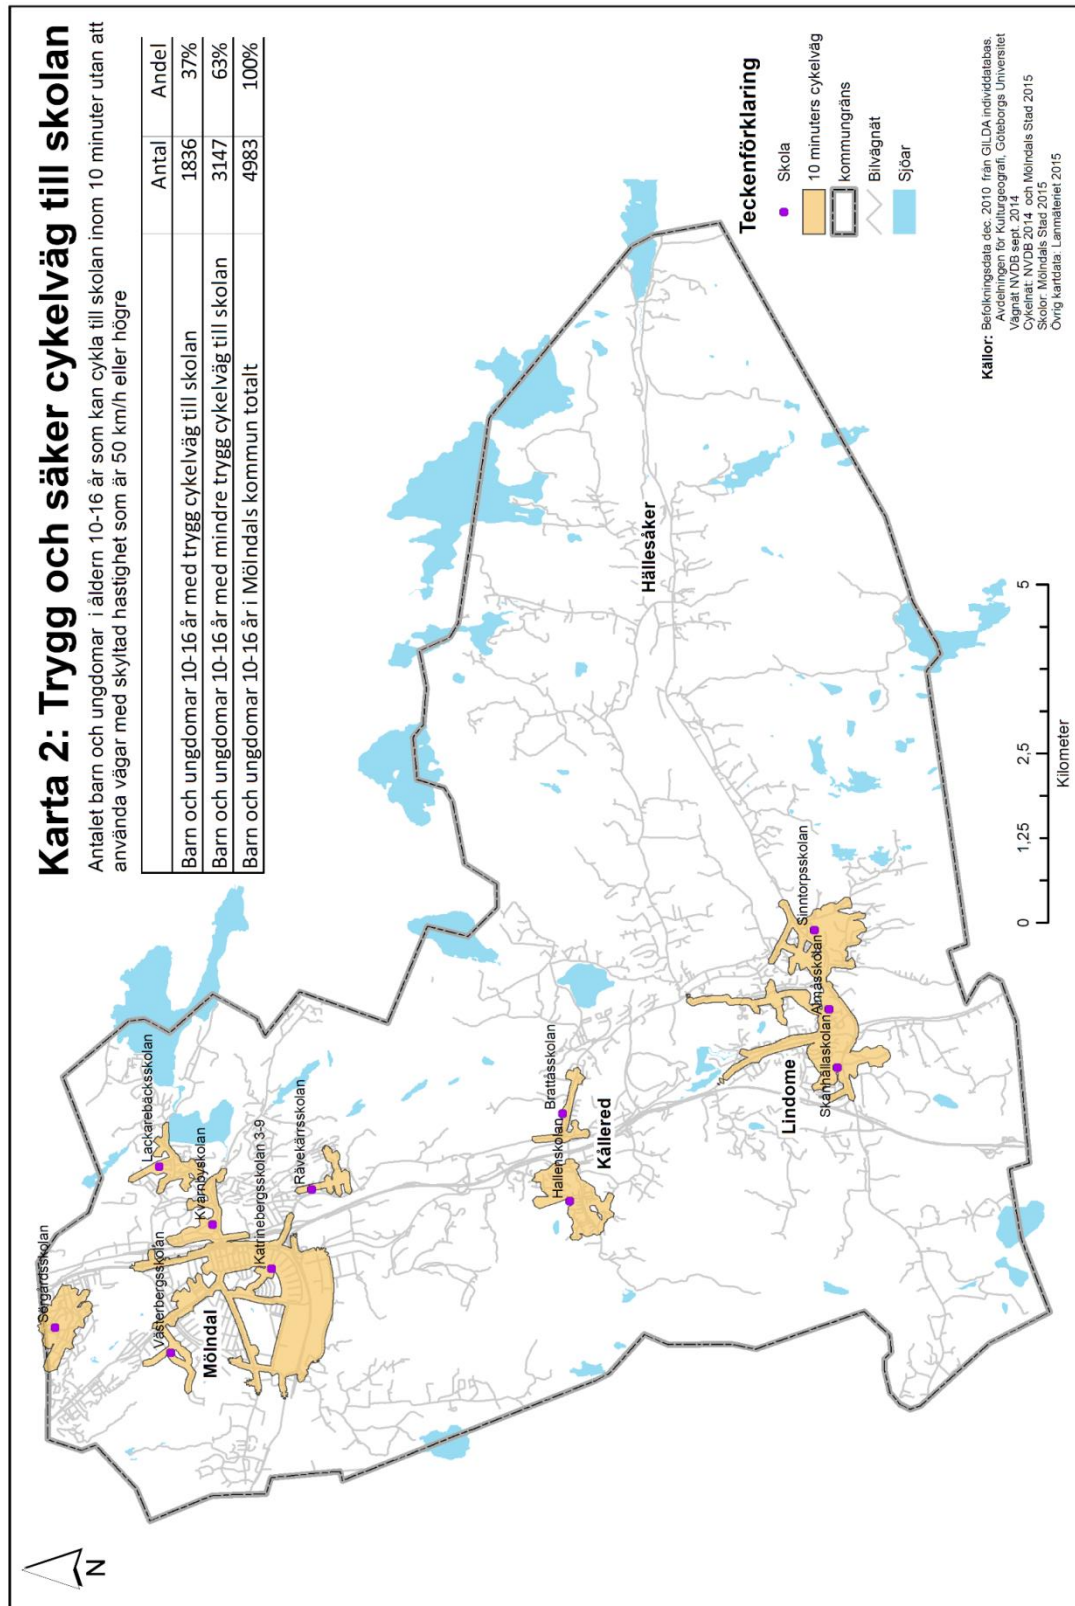 Karta 2: Trygg och säker cykelväg till skolan
Antalet barn och ungdomar i åldern 10-16 år som kan cykla till skolan inom 10 minuter utan att
använda vägar med skyltad hastighet som är 50 km/h eller högre
Antal Andel
Barn och ungdomar 10-16 år med trygg cykelväg till skolan 1836 37%
Barn och ungdomar 10-16 år med mindre trygg cykelväg till skolan 3147 63%
Barn och ungdomar 10-16 år i Mölndals kommun totalt 4983 100%
N
Sörgårdsskolan
Lackarebäcksskolan
Västerbergsskolan
Kvarnbyskolan
Mölndal
Katrinebergsskolan 3-9
Rävekärrsskolan
Brattåsskolan
Hallenskolan
Kållered
Hällesåker
Lindome
Sinntorpsskolan
Almåsskolan
Skånhällaskolan
Teckenförklaring
Skola
10 minuters cykelväg
kommungräns
Bilvägnät
Sjöar
0 1,25 2,5 5
Kilometer
Källor: Befolkningsdata dec. 2010 från GILDA individdatabas.
Avdelningen för Kulturgeografi, Göteborgs Universitet
Vägnät NVDB sept. 2014
Cykelnät: NVDB 2014 och Mölndals Stad 2015
Skolor: Mölndals Stad 2015
Övrig kartdata: Lanmäteriet 2015